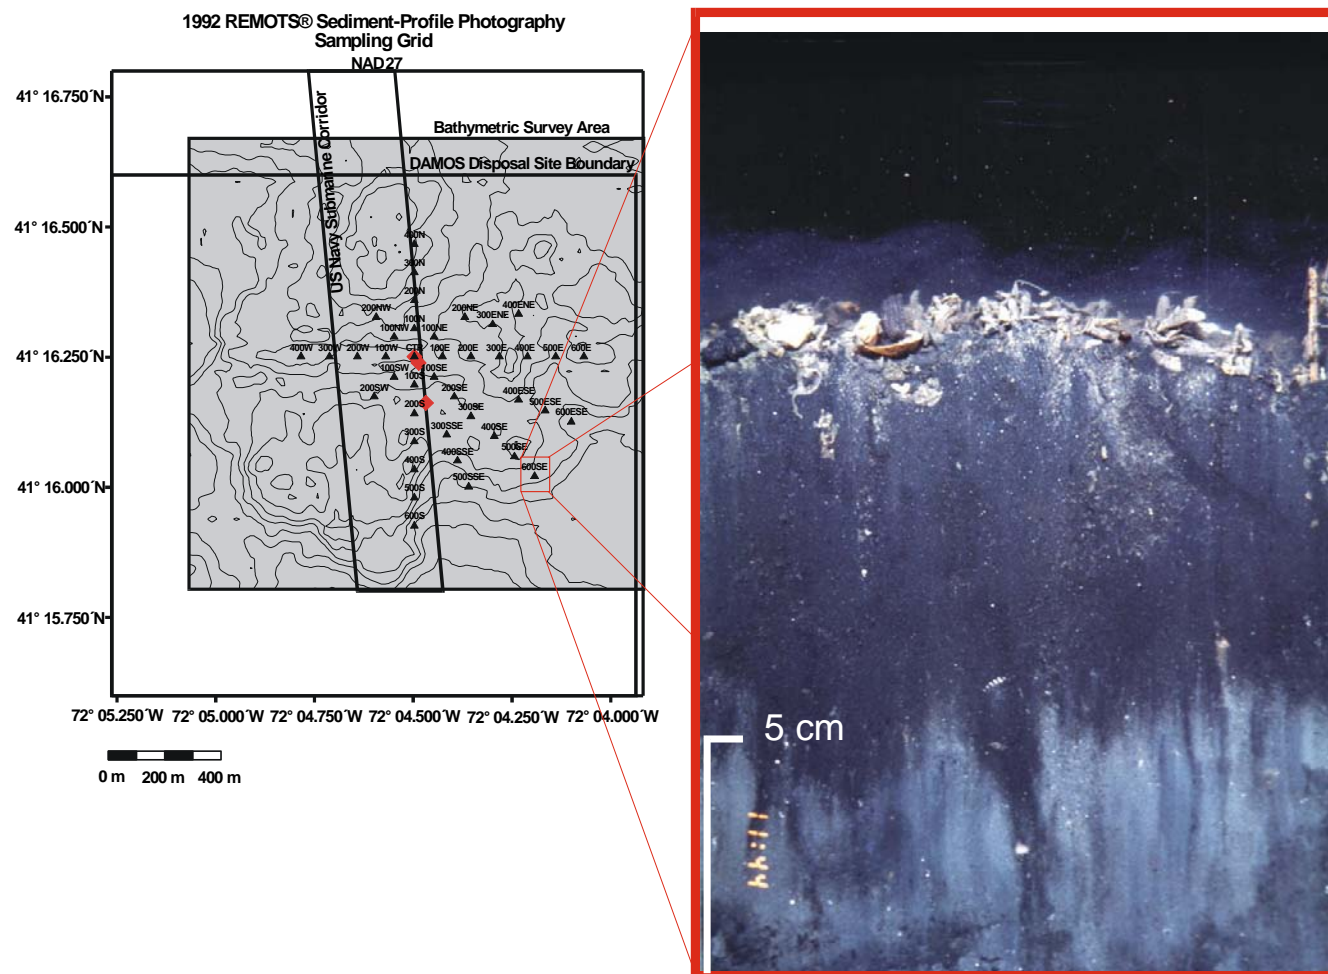 1992 REMOTS® Sediment-Profile Photography
Sampling Grid
NAD27
41° 16.750´N
41° 16.500´N
41° 16.250´N
41° 16.000´N
41° 15.750´N
Bathymetric Survey Area
DAMOS Disposal Site Boundary
US Navy Submarine Corridor
400N
300N
200N
200NW
200NE
400ENE
300ENE
100N
100NW
100NE
400W
300W
200W
100W
CTR
100E
200E
300E
400E
500E
600E
100SW
100SE
100S
200SW
200SE
400ESE
200S
300SE
500ESE
600ESE
300S
300SSE
400SE
400SSE
500SE
400S
600SE
500SSE
500S
600S
72° 05.250´W
72° 05.000´W
72° 04.750´W
72° 04.500´W
72° 04.250´W
72° 04.000´W
0 m
200 m
400 m
5 cm